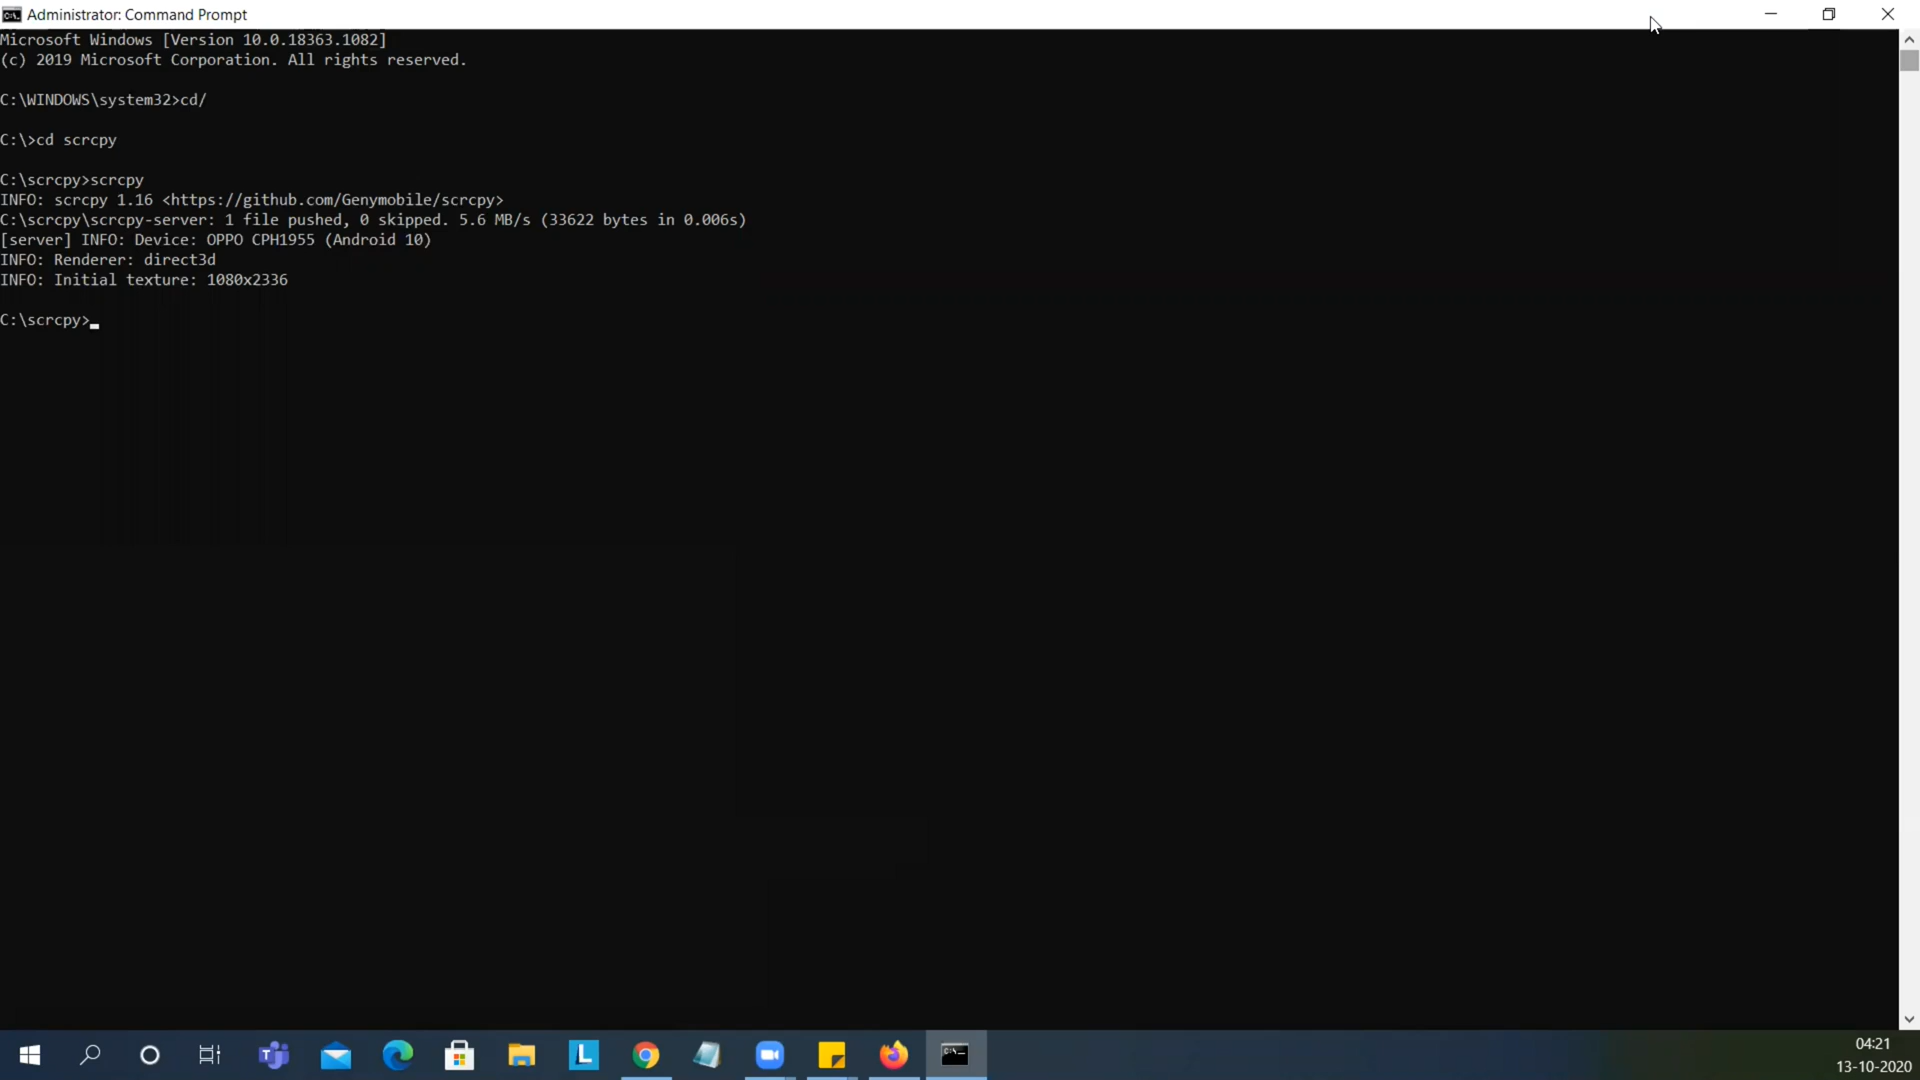 Administrator: Command Prompt
Microsoft Windows [Version 10.0.18363.1082]
(c) 2019 Microsoft Corporation. All rights reserved.
C:\WINDOWS\system32>cd/
C:\>cd scrcpy
C:\scrcpy>scrcpy
INFO: scrcpy 1.16 <https://github.com/Genymobile/scrcpy>
C:\scrcpy\scrcpy-server: 1 file pushed, 0 skipped. 5.6 MB/s (33622 bytes in 0.006s)
[server] INFO: Device: OPPO CPH1955 (Android 10)
INFO: Renderer: direct3d
INFO: Initial texture: 1080x2336
C:\scrcpy>
04:21
13-10-2020